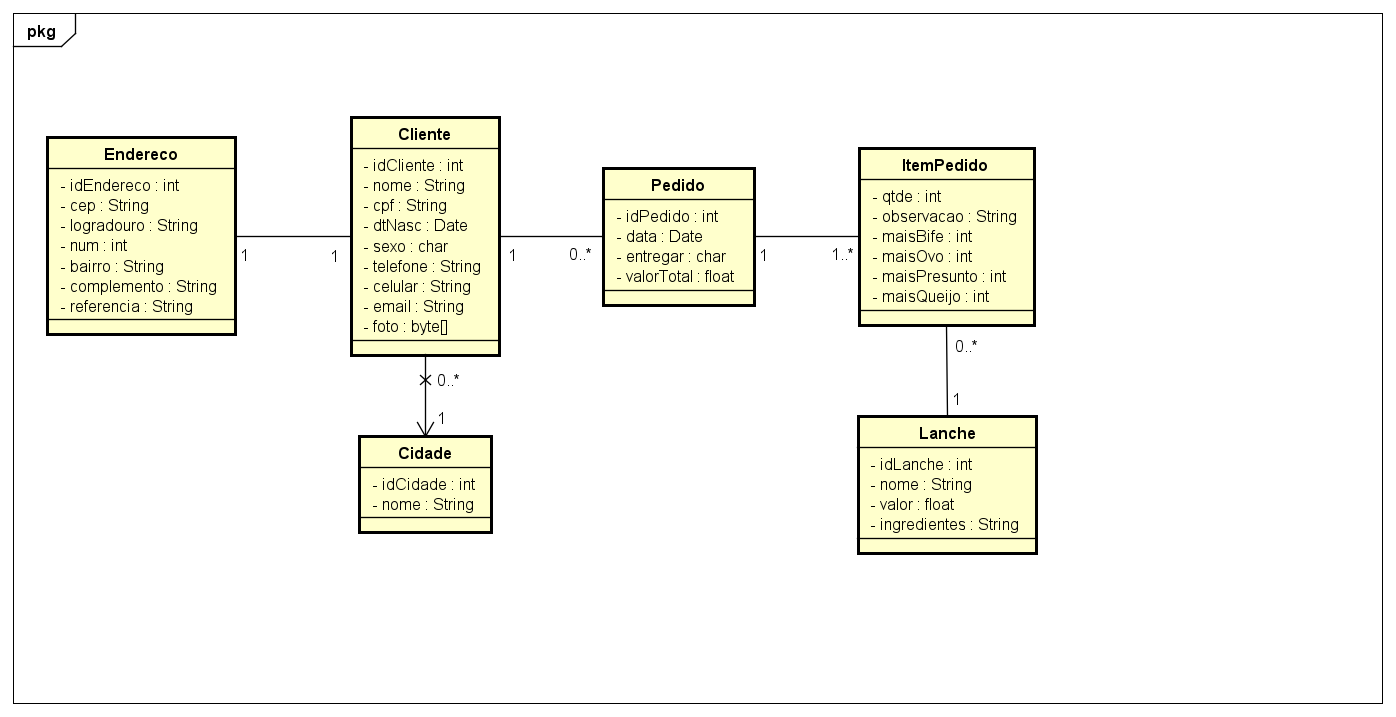 pkg
Endereco
- idEndereco : int
- cep : String
- logradouro : String
- num : int
- bairro : String
- complemento : String
- referencia : String
1
1
Cliente
- idCliente : int
- nome : String
- cpf : String
- dtNasc : Date
- sexo : char
- telefone : String
- celular : String
- email : String
- foto : byte[]
1
0..*
0..*
1
Cidade
- idCidade : int
- nome : String
Pedido
- idPedido : int
- data : Date
- entregar : char
- valorTotal : float
1
1..*
ItemPedido
- qtde : int
- observacao : String
- maisBife : int
- maisOvo : int
- maisPresunto : int
- maisQueijo : int
0..*
1
Lanche
- idLanche : int
- nome : String
- valor : float
- ingredientes : String